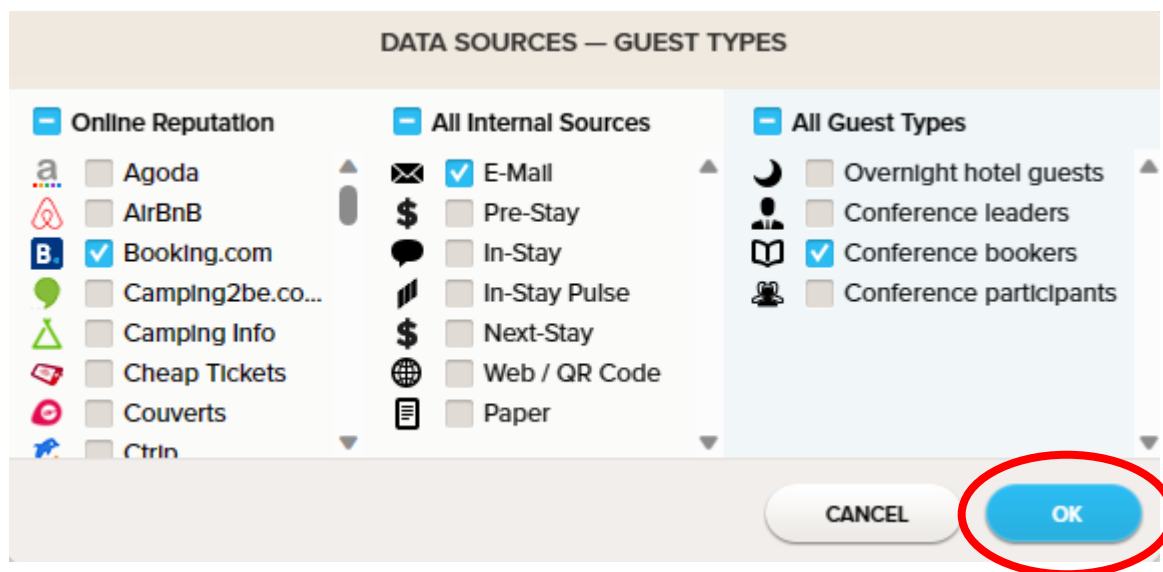 DATA SOURCES — GUEST TYPES
Online Reputation
Agoda
AirBnB
Booking.com
Camping2be.co...
Camping Info
Cheap Tickets
Couverts
Ctrip
All Internal Sources
E-Mail
Pre-Stay
In-Stay
In-Stay Pulse
Next-Stay
Web / QR Code
Paper
All Guest Types
Overnight hotel guests
Conference leaders
Conference bookers
Conference participants
CANCEL
OK